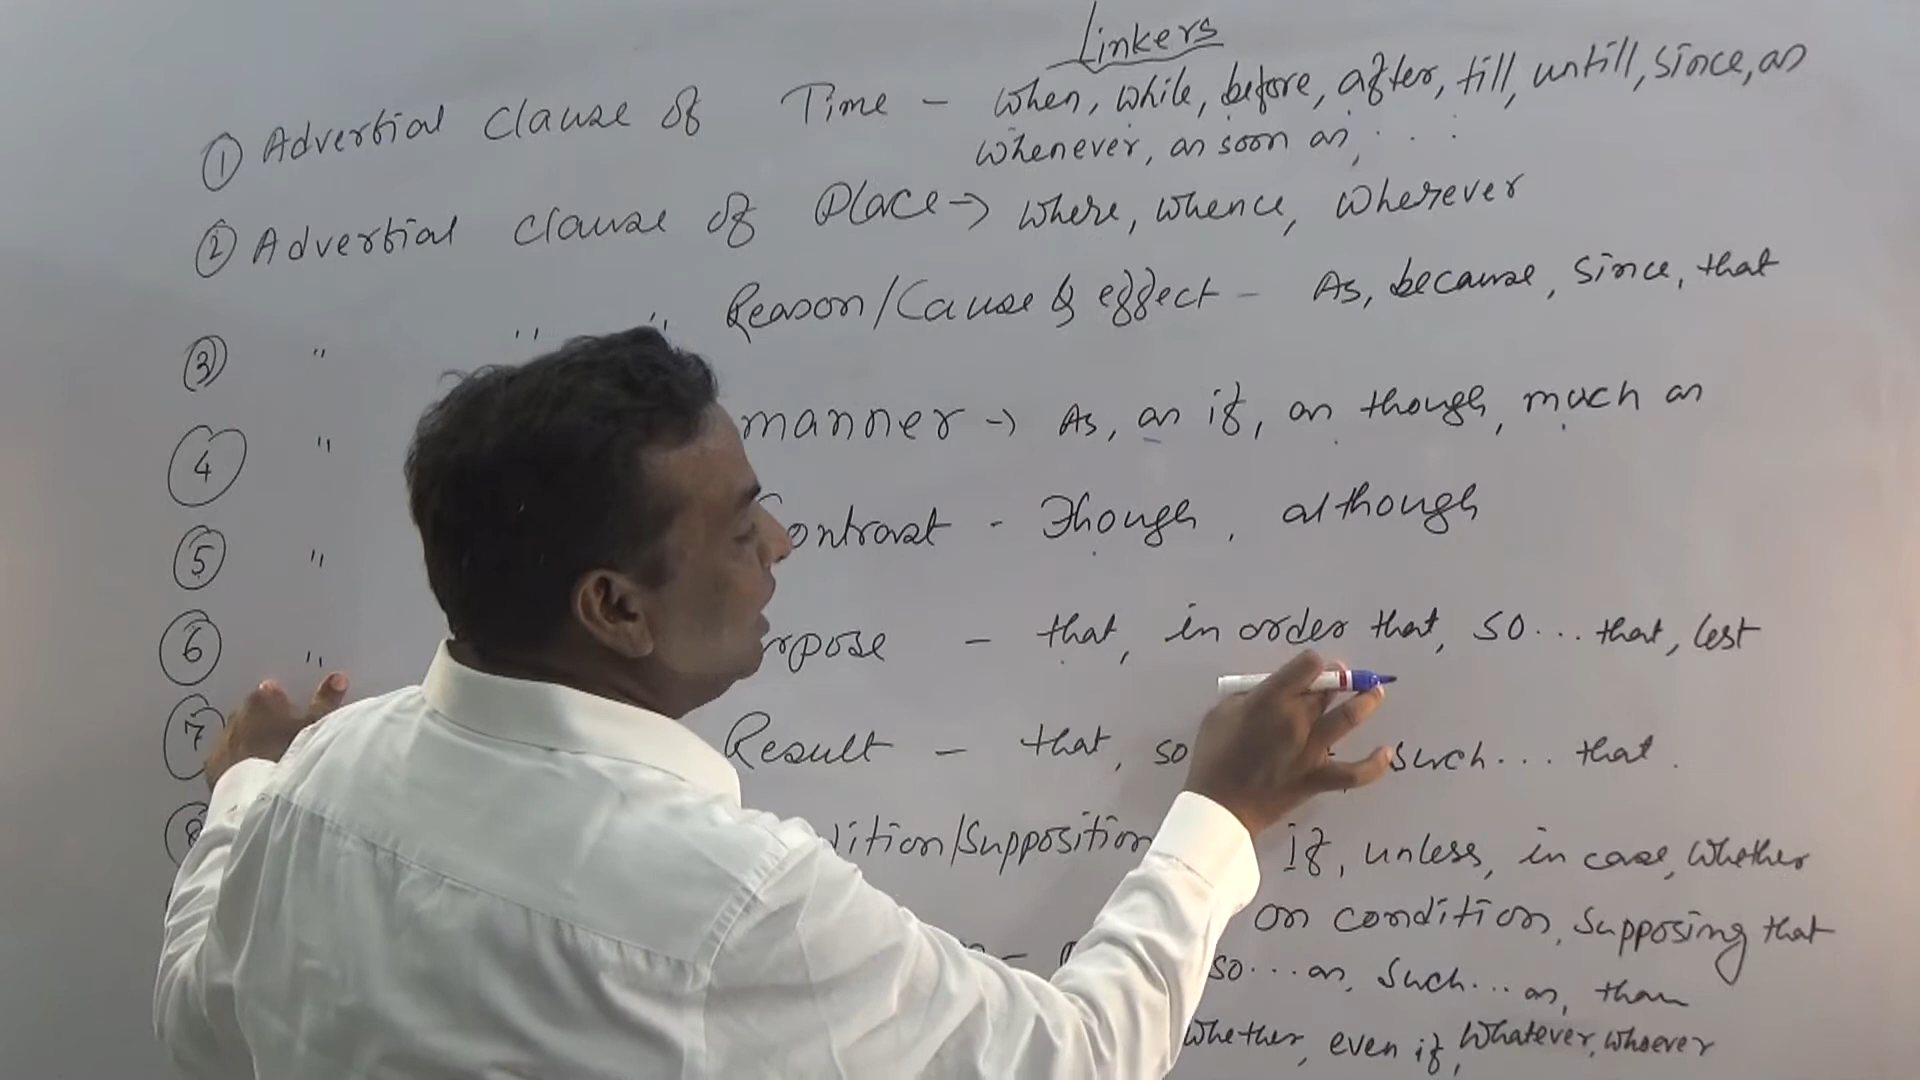 Linkers
① Adverbial Clause of Time - When, while, before, after, till, untill, since, as
whenever, as soon as, . . :
② Adverbial Clause of Place → where, whence, wherever
③ " " " Reason/Cause & effect - As, because, since, that
④ " manner → As, as if, as though, much as
⑤ " Contrast - Though, although
⑥ " rpose - that, in order that, so... that, lest
⑦ Result - that, so such... that.
⑧ dition/Supposition if, unless, in case, whether
on condition, supposing that
- so... as, such... as, than
Whether, even if, Whatever, whoever